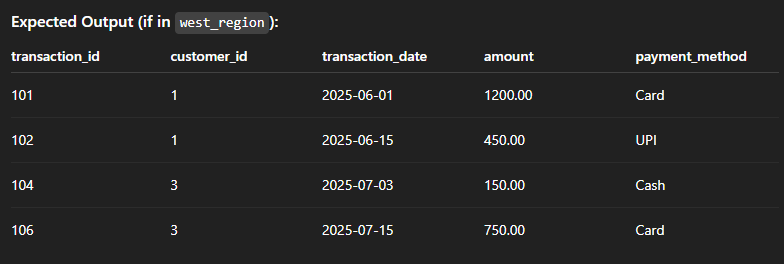 Expected Output (if in west_region):
transaction_id customer_id transaction_date amount payment_method
101 1 2025-06-01 1200.00 Card
102 1 2025-06-15 450.00 UPI
104 3 2025-07-03 150.00 Cash
106 3 2025-07-15 750.00 Card